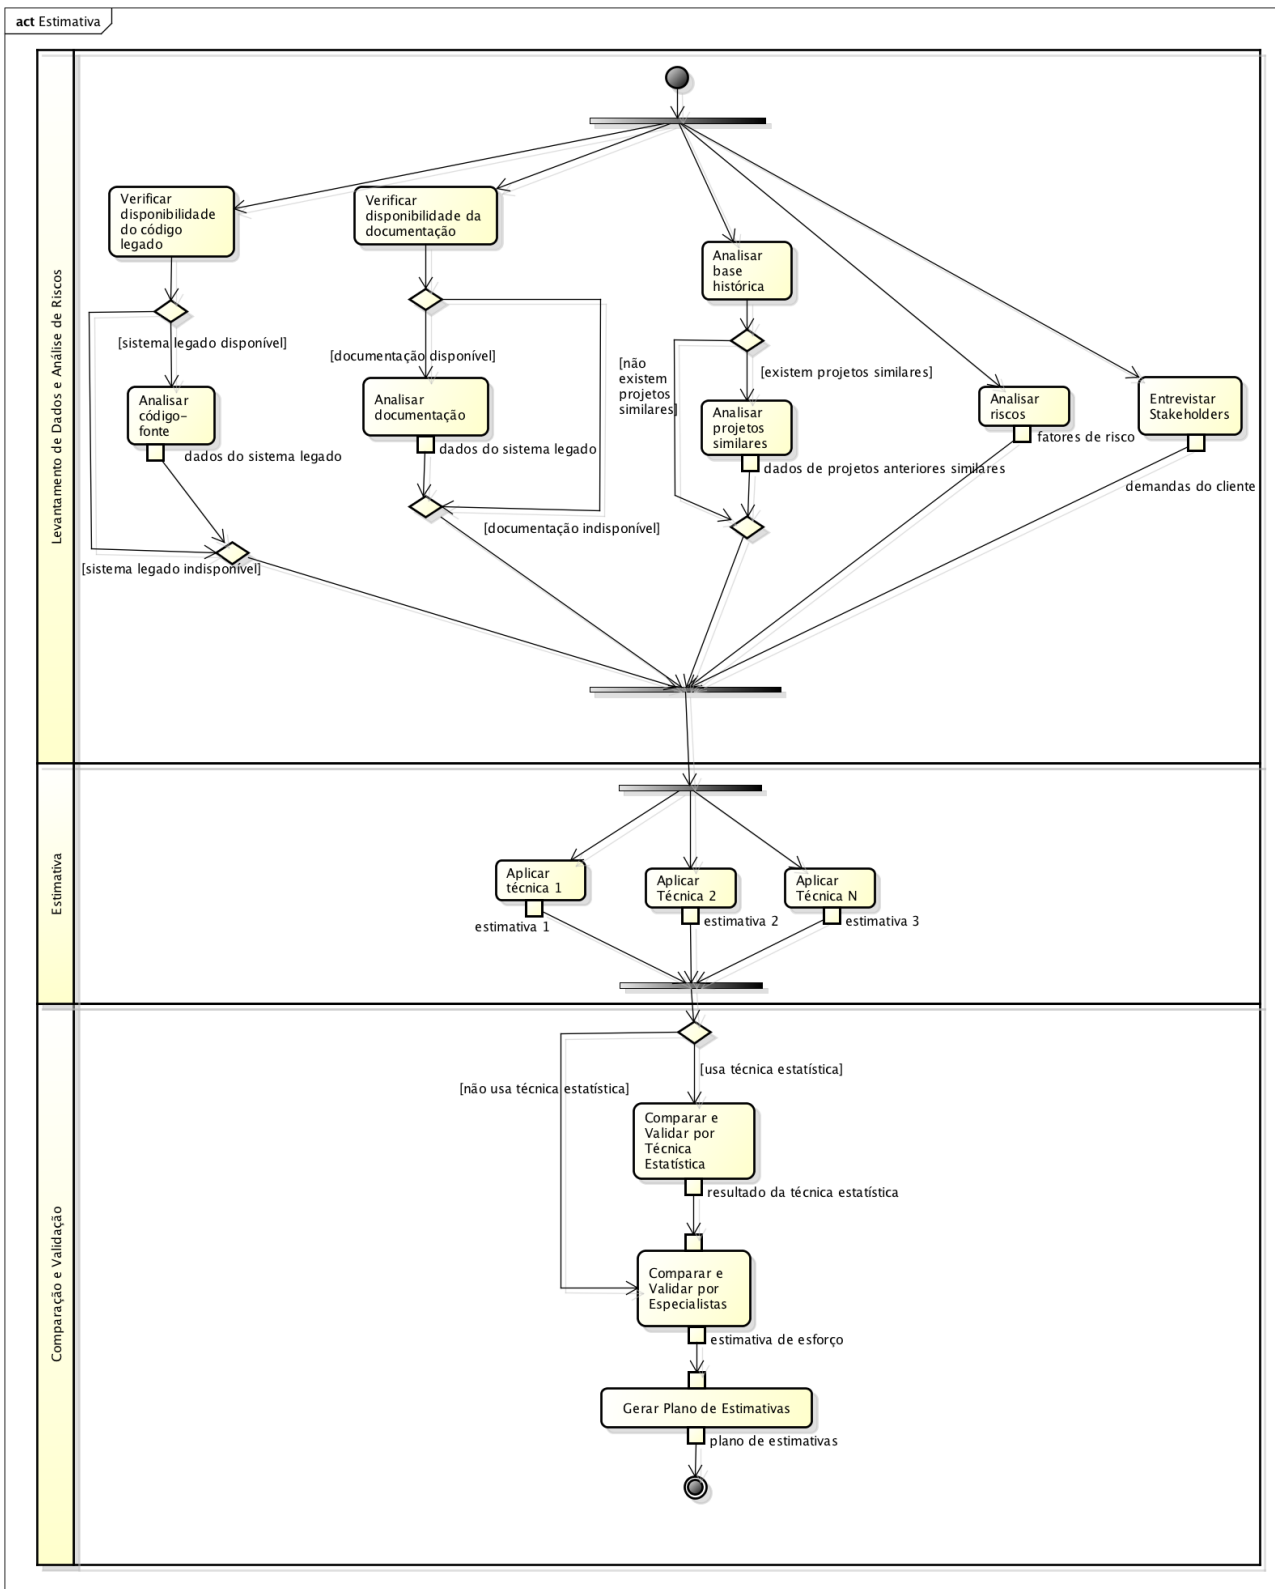 act Estimativa
Levantamento de Dados e Análise de Riscos
Verificar
disponibilidade
do código
legado
Verificar
disponibilidade da
documentação
Analisar
base
histórica
[sistema legado disponível]
[documentação disponível]
[não
existem
projetos
similares]
[existem projetos similares]
Analisar
código-
fonte
dados do sistema legado
Analisar
documentação
dados do sistema legado
Analisar
projetos
similares
dados de projetos anteriores similares
Analisar
riscos
fatores de risco
Entrevistar
Stakeholders
demandas do cliente
[documentação indisponível]
[sistema legado indisponível]
Estimativa
Aplicar
técnica 1
estimativa 1
Aplicar
Técnica 2
estimativa 2
Aplicar
Técnica N
estimativa 3
Comparação e Validação
[não usa técnica estatística]
[usa técnica estatística]
Comparar e
Validar por
Técnica
Estatística
resultado da técnica estatística
Comparar e
Validar por
Especialistas
estimativa de esforço
Gerar Plano de Estimativas
plano de estimativas